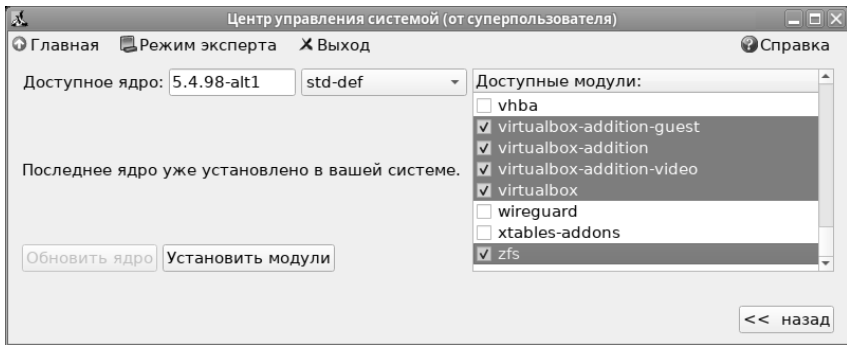 Центр управления системой (от суперпользователя)
Главная Режим эксперта Выход Справка
Доступное ядро: 5.4.98-alt1 std-def
Последнее ядро уже установлено в вашей системе.
Обновить ядро Установить модули
Доступные модули:
vhba
virtualbox-addition-guest
virtualbox-addition
virtualbox-addition-video
virtualbox
wireguard
xtables-addons
zfs
<< назад